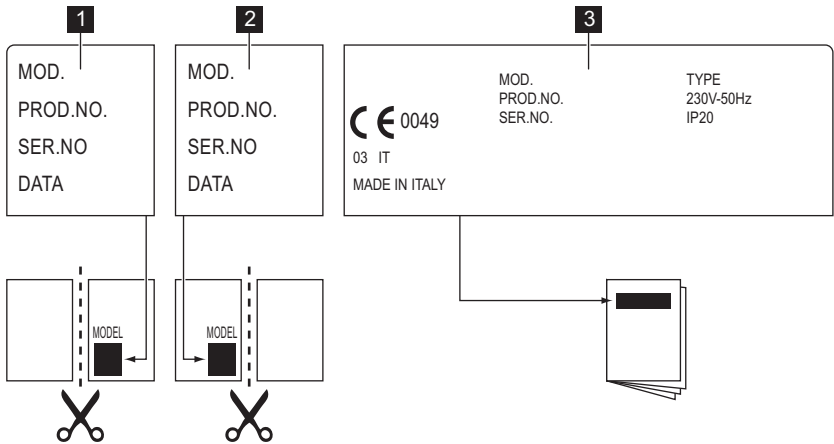 1
MOD.
PROD.NO.
SER.NO
DATA
MODEL
2
MOD.
PROD.NO.
SER.NO
DATA
MODEL
3
MOD.
PROD.NO.
SER.NO.
TYPE
230V-50Hz
IP20
CE 0049
03 IT
MADE IN ITALY